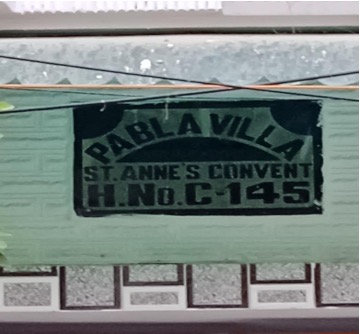 PABLA VILLA
ST. ANNE'S CONVENT
H.No.C-145